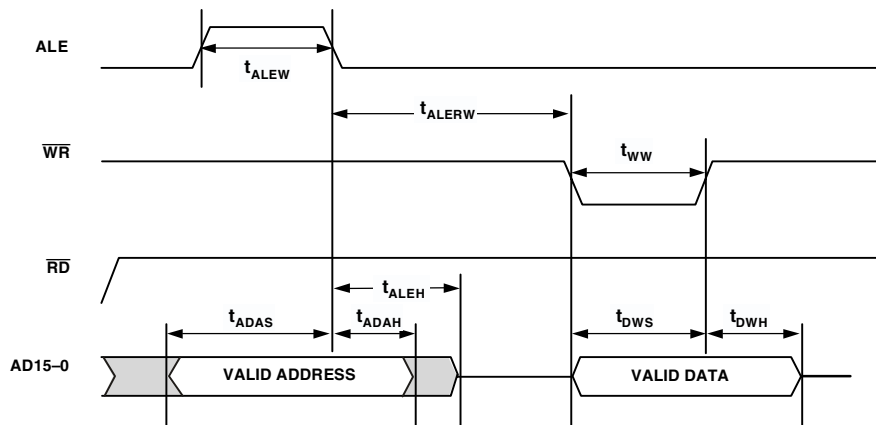 ALE
tALEW
tALERW
WR
tWW
RD
tALEH
tADAS
tADAH
tDWS
tDWH
AD15–0
VALID ADDRESS
VALID DATA